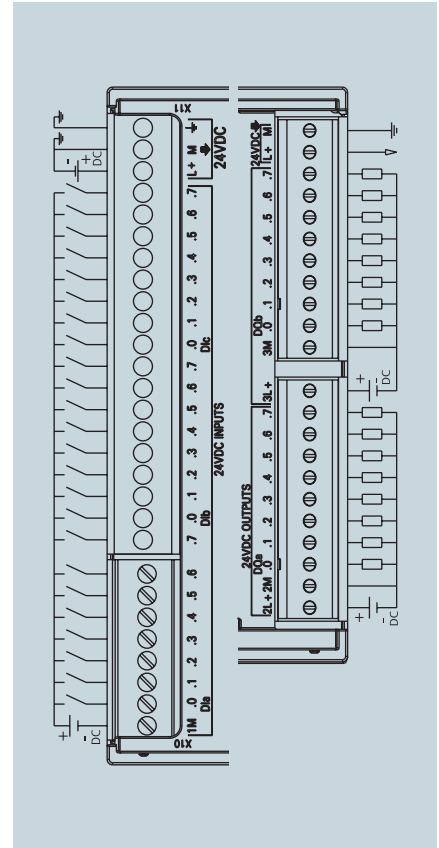 + - DC
- + DC
X10
X11
1M .0 .1 .2 .3 .4 .5 .6 .7 .0 .1 .2 .3 .4 .5 .6 .7 .0 .1 .2 .3 .4 .5 .6 .7 L+ M
DIa DIb DIc
24VDC INPUTS
24VDC
24VDC OUTPUTS
DQa DQb 24VDC
2L+ 2M .0 .1 .2 .3 .4 .5 .6 .7 3L+ 3M .0 .1 .2 .3 .4 .5 .6 .7 L+ M
+ - DC
+ - DC